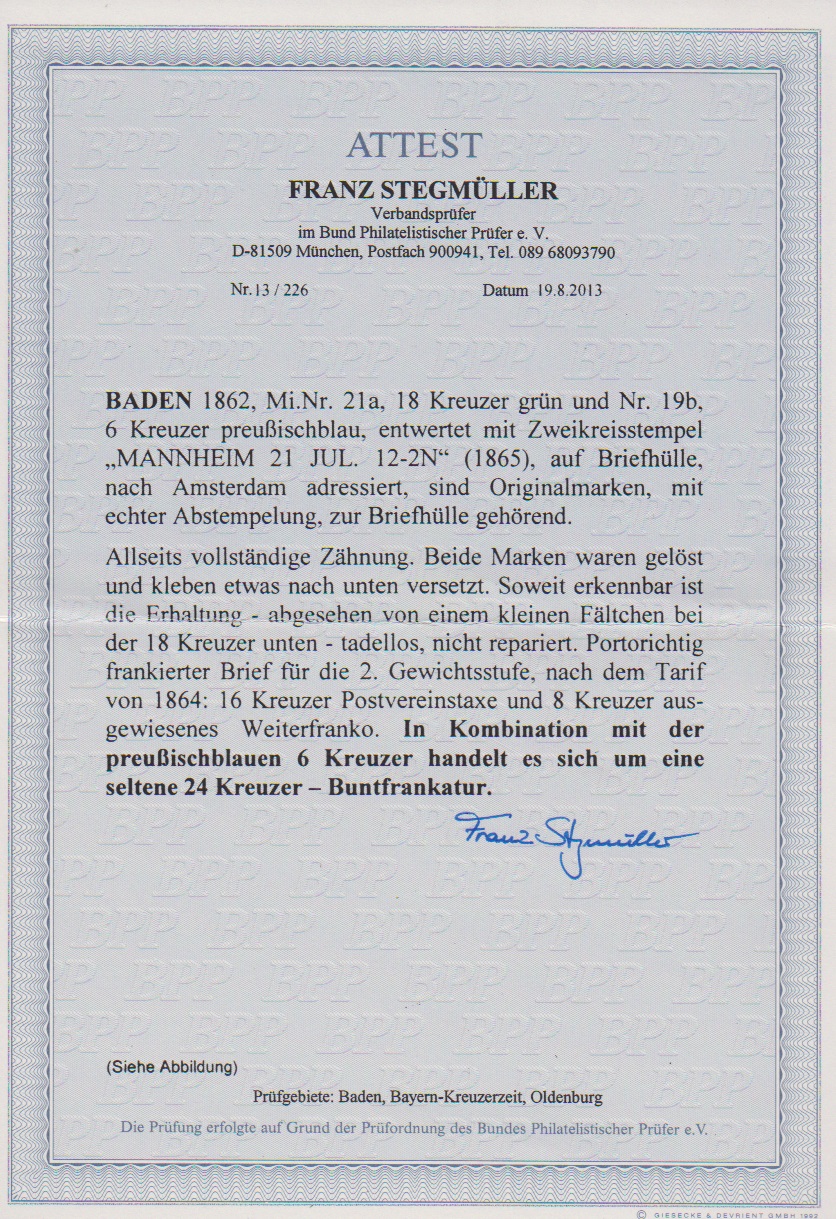 ATTEST
FRANZ STEGMÜLLER
Verbandsprüfer
im Bund Philatelistischer Prüfer e. V.
D-81509 München, Postfach 900941, Tel. 089 68093790
Nr. 13 / 226 Datum 19.8.2013
BADEN 1862, Mi.Nr. 21a, 18 Kreuzer grün und Nr. 19b,
6 Kreuzer preußischblau, entwertet mit Zweikreisstempel
„MANNHEIM 21 JUL. 12-2N“ (1865), auf Briefhülle,
nach Amsterdam adressiert, sind Originalmarken, mit
echter Abstempelung, zur Briefhülle gehörend.
Allseits vollständige Zähnung. Beide Marken waren gelöst
und kleben etwas nach unten versetzt. Soweit erkennbar ist
die Erhaltung - abgesehen von einem kleinen Fältchen bei
der 18 Kreuzer unten - tadellos, nicht repariert. Portorichtig
frankierter Brief für die 2. Gewichtsstufe, nach dem Tarif
von 1864: 16 Kreuzer Postvereinstaxe und 8 Kreuzer aus-
gewiesenes Weiterfranko. In Kombination mit der
preußischblauen 6 Kreuzer handelt es sich um eine
seltene 24 Kreuzer – Buntfrankatur.
Franz Stegmüller
(Siehe Abbildung)
Prüfgebiete: Baden, Bayern-Kreuzerzeit, Oldenburg
Die Prüfung erfolgte auf Grund der Prüfordnung des Bundes Philatelistischer Prüfer e.V.
© GIESECKE & DEVRIENT GMBH 1992